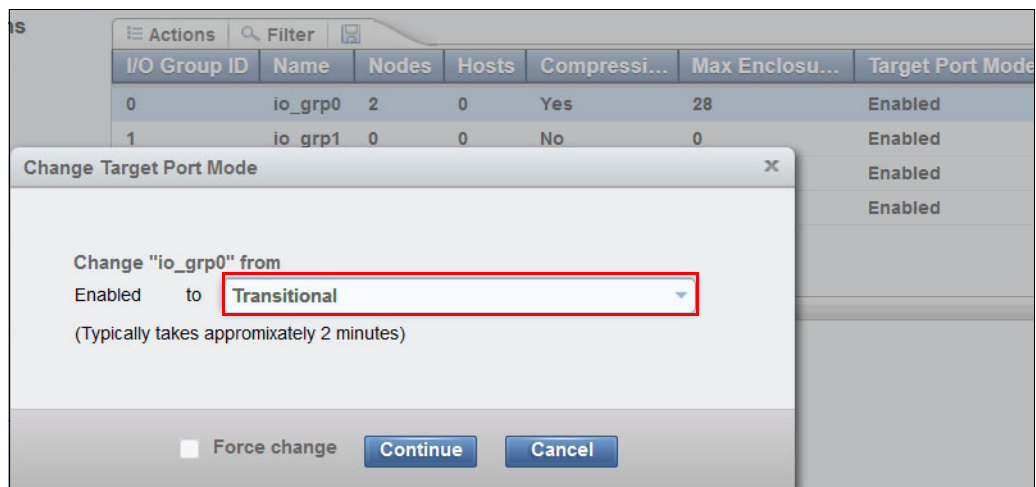 ns
Actions Filter
I/O Group ID Name Nodes Hosts Compressi... Max Enclosu... Target Port Mode
0 io_grp0 2 0 Yes 28 Enabled
1 io_grp1 0 0 No 0 Enabled
Enabled
Enabled
Change Target Port Mode x
Change "io_grp0" from
Enabled to Transitional
(Typically takes appromixately 2 minutes)
Force change Continue Cancel